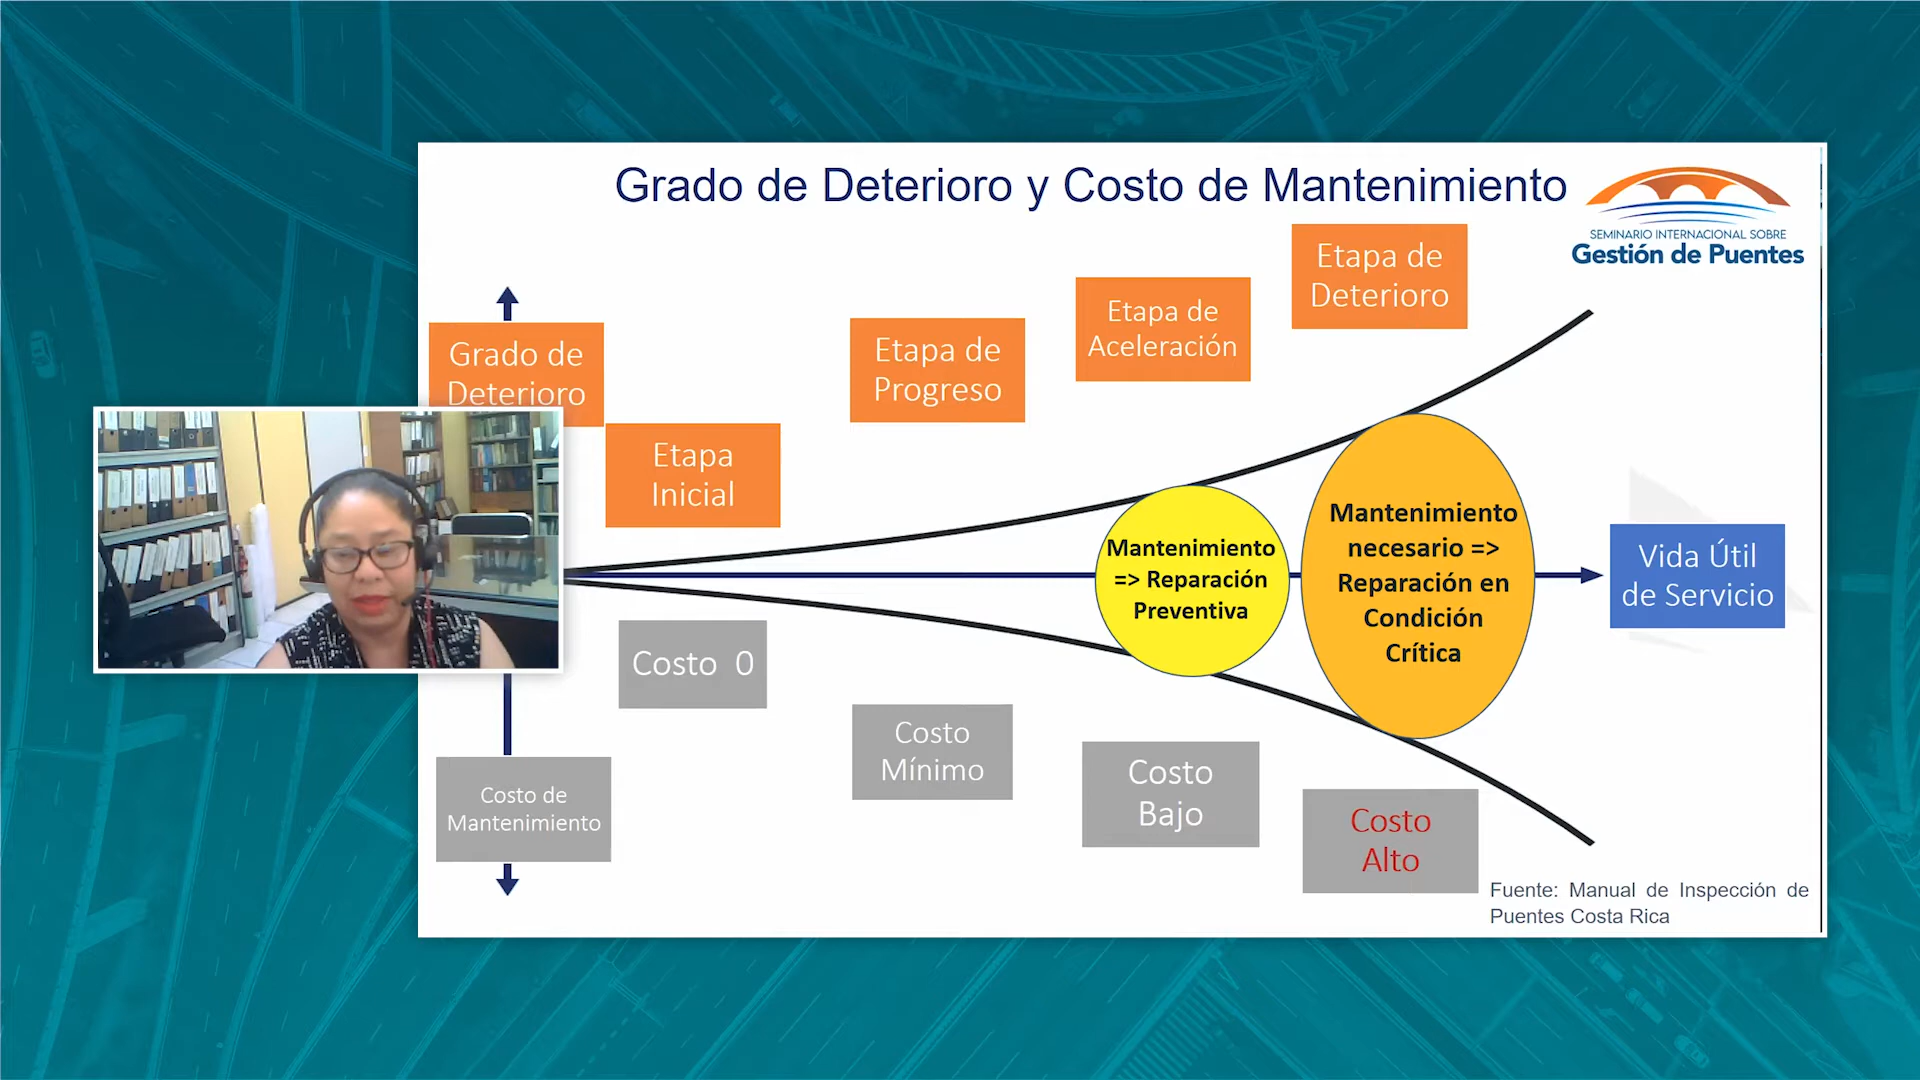 Grado de Deterioro y Costo de Mantenimiento
SEMINARIO INTERNACIONAL SOBRE
Gestión de Puentes
Grado de
Deterioro
Etapa
Inicial
Etapa de
Progreso
Etapa de
Aceleración
Etapa de
Deterioro
Mantenimiento
=> Reparación
Preventiva
Mantenimiento
necesario =>
Reparación en
Condición
Crítica
Vida Útil
de Servicio
Costo 0
Costo
Mínimo
Costo
Bajo
Costo
Alto
Costo de
Mantenimiento
Fuente: Manual de Inspección de
Puentes Costa Rica